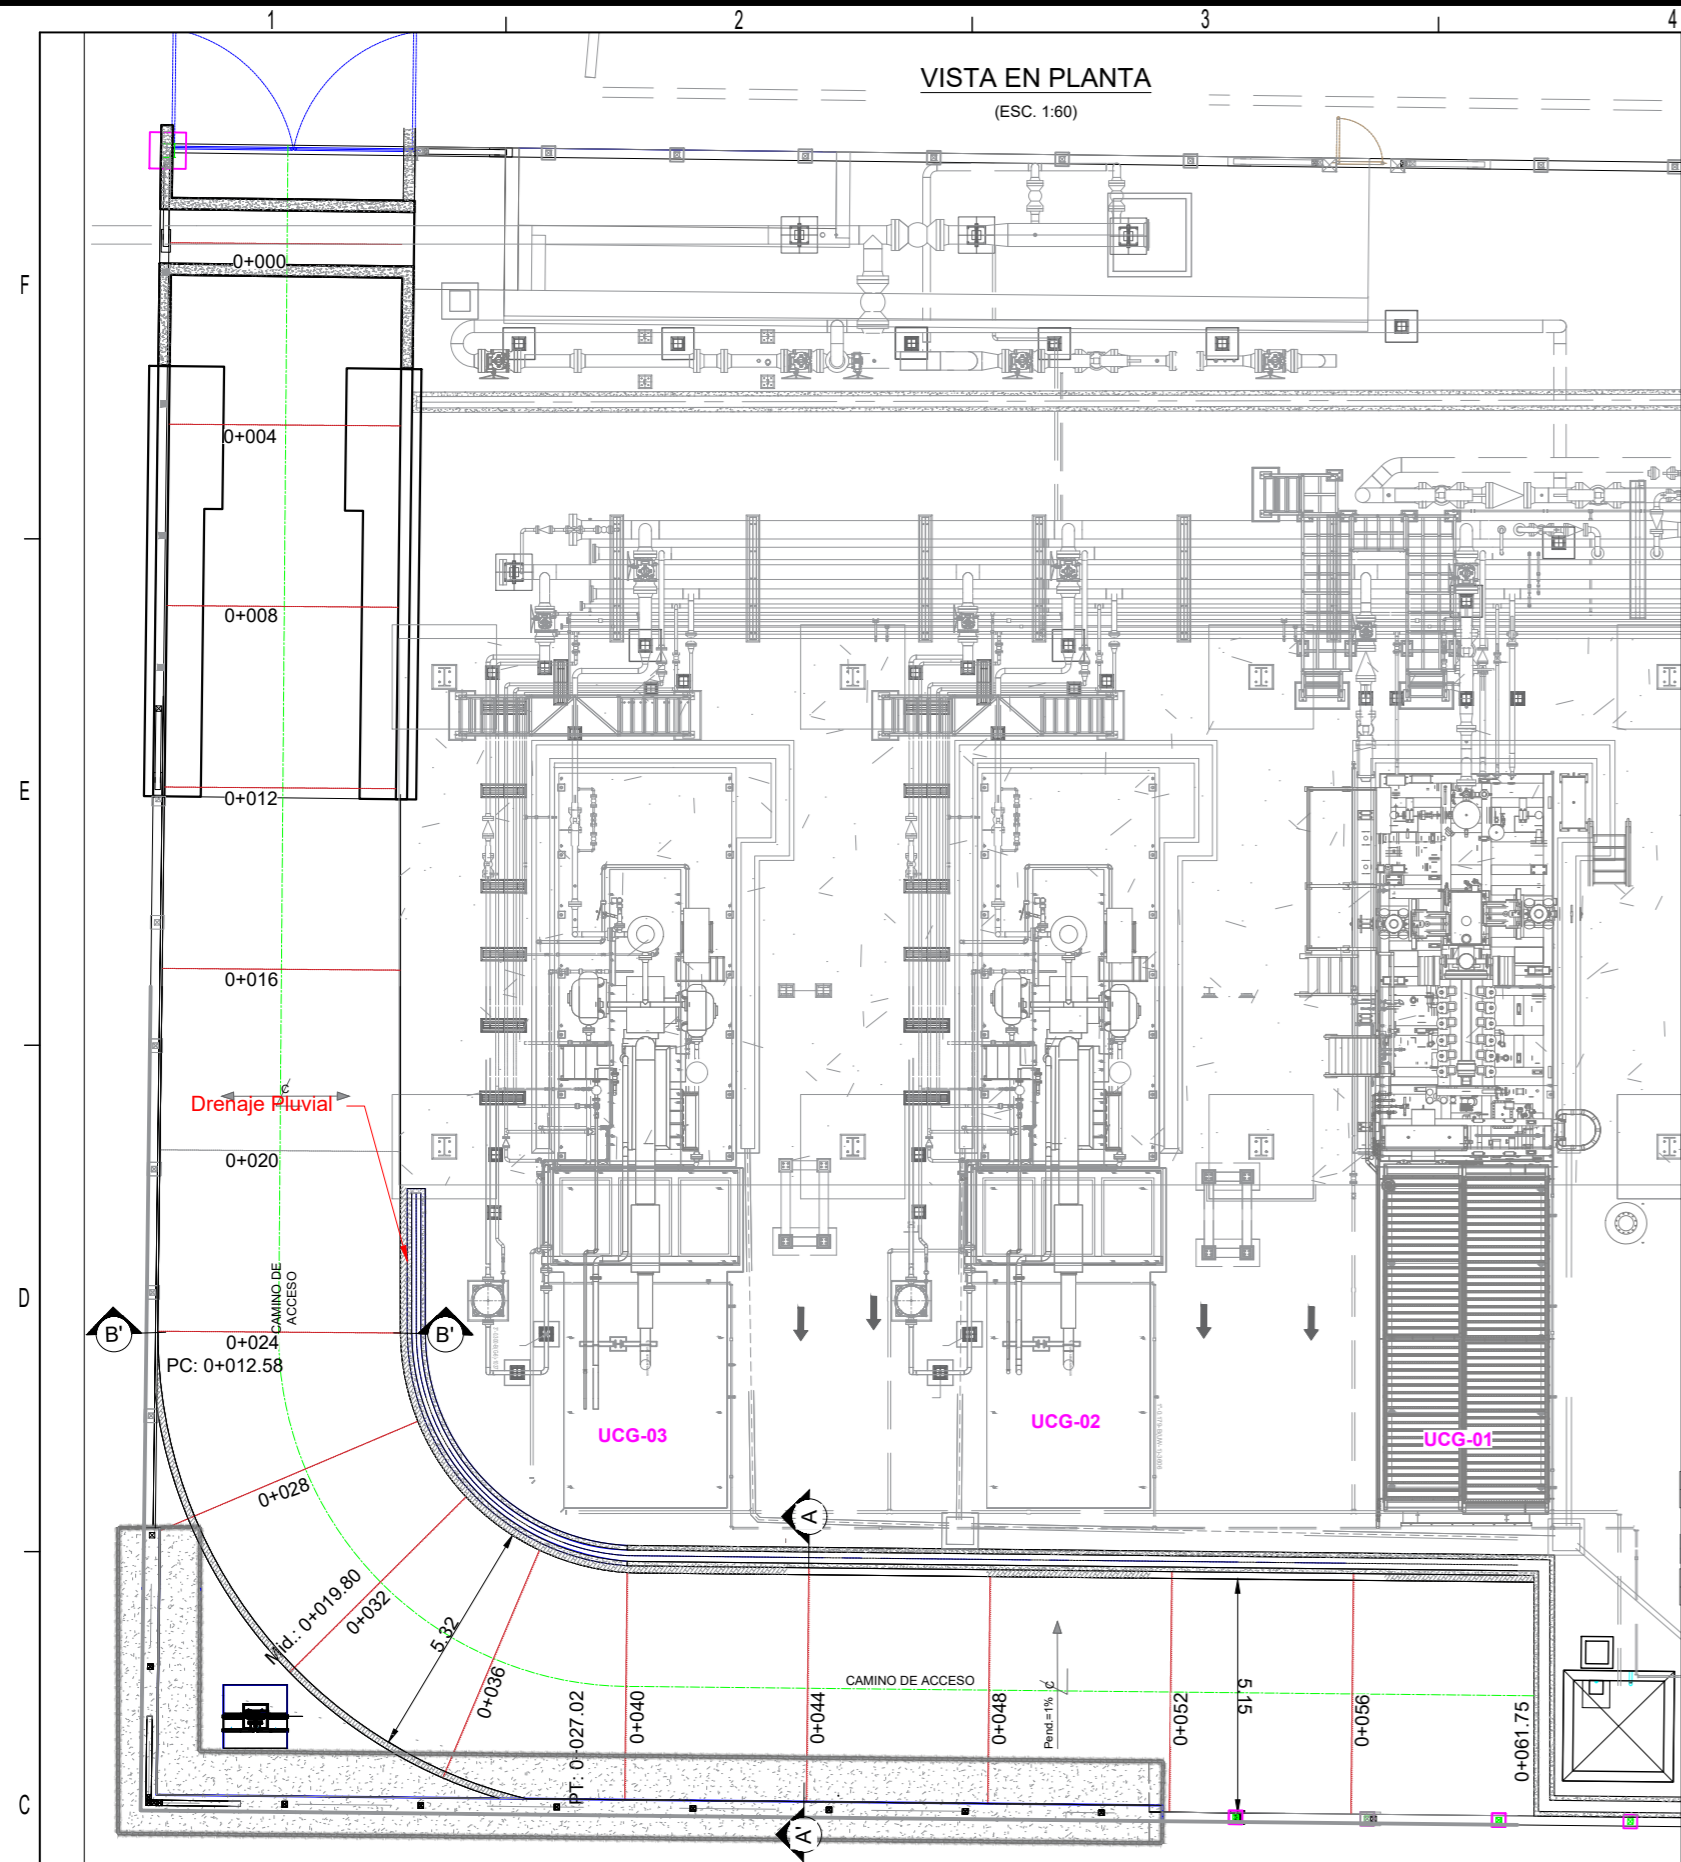 1
2
3
4
VISTA EN PLANTA
(ESC. 1:60)
F
0+000
0+004
0+008
E
0+012
0+016
₵
Drenaje Pluvial
0+020
D
CAMINO DE
ACCESO
B'
B'
0+024
PC: 0+012.58
UCG-03
UCG-02
UCG-01
0+028
A
Mid.: 0+019.80
0+032
5.32
0+036
PT: 0+027.02
0+040
CAMINO DE ACCESO
0+044
0+048
Pend.=1%
₵
0+052
5.15
0+056
0+061.75
C
A'